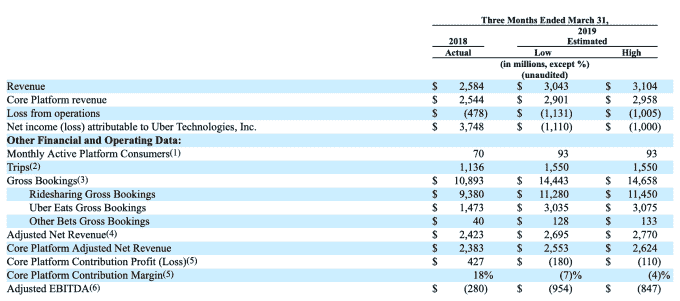 Three Months Ended March 31,
2019
2018 Estimated
Actual Low High
(in millions, except %)
(unaudited)
Revenue $ 2,584 $ 3,043 $ 3,104
Core Platform revenue $ 2,544 $ 2,901 $ 2,958
Loss from operations $ (478) $ (1,131) $ (1,005)
Net income (loss) attributable to Uber Technologies, Inc. $ 3,748 $ (1,110) $ (1,000)
Other Financial and Operating Data:
Monthly Active Platform Consumers(1) 70 93 93
Trips(2) 1,136 1,550 1,550
Gross Bookings(3) $ 10,893 $ 14,443 $ 14,658
Ridesharing Gross Bookings $ 9,380 $ 11,280 $ 11,450
Uber Eats Gross Bookings $ 1,473 $ 3,035 $ 3,075
Other Bets Gross Bookings $ 40 $ 128 $ 133
Adjusted Net Revenue(4) $ 2,423 $ 2,695 $ 2,770
Core Platform Adjusted Net Revenue $ 2,383 $ 2,553 $ 2,624
Core Platform Contribution Profit (Loss)(5) $ 427 $ (180) $ (110)
Core Platform Contribution Margin(5) 18% (7)% (4)%
Adjusted EBITDA(6) $ (280) $ (954) $ (847)